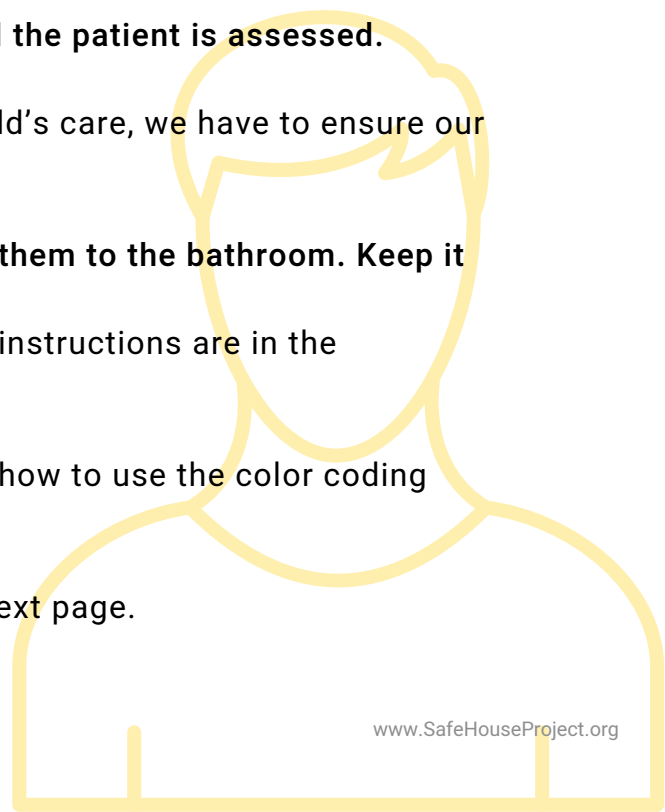 the patient is assessed.
ld's care, we have to ensure our
them to the bathroom. Keep it
instructions are in the
how to use the color coding
ext page.
www.SafeHouseProject.org